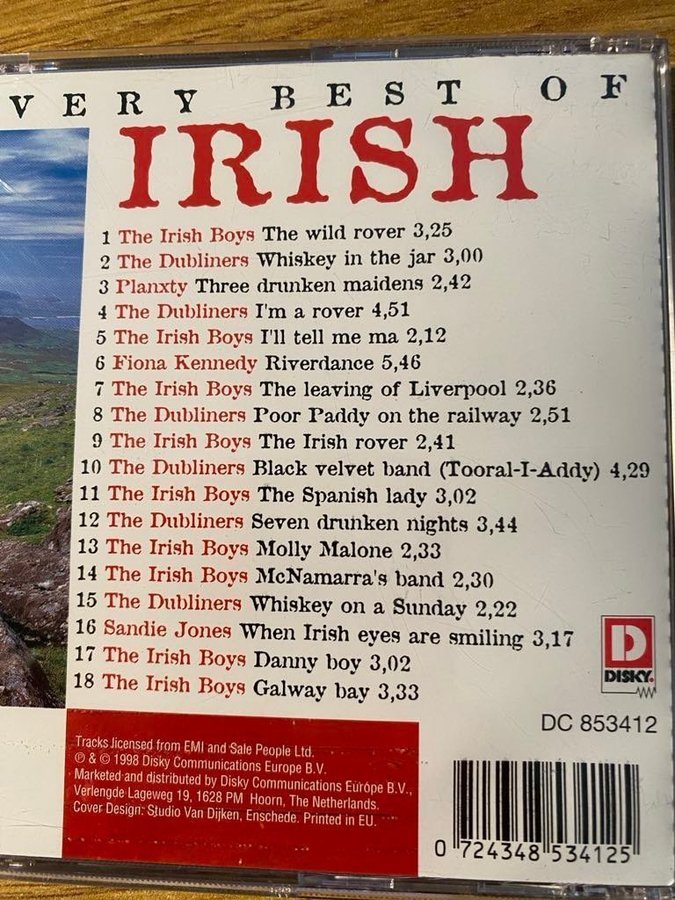 VERY BEST OF
IRISH
1 The Irish Boys The wild rover 3,25
2 The Dubliners Whiskey in the jar 3,00
3 Planxty Three drunken maidens 2,42
4 The Dubliners I'm a rover 4,51
5 The Irish Boys I'll tell me ma 2,12
6 Fiona Kennedy Riverdance 5,46
7 The Irish Boys The leaving of Liverpool 2,36
8 The Dubliners Poor Paddy on the railway 2,51
9 The Irish Boys The Irish rover 2,41
10 The Dubliners Black velvet band (Tooral-I-Addy) 4,29
11 The Irish Boys The Spanish lady 3,02
12 The Dubliners Seven drunken nights 3,44
13 The Irish Boys Molly Malone 2,33
14 The Irish Boys McNamarra's band 2,30
15 The Dubliners Whiskey on a Sunday 2,22
16 Sandie Jones When Irish eyes are smiling 3,17
17 The Irish Boys Danny boy 3,02
18 The Irish Boys Galway bay 3,33
D
DISKY.
DC 853412
Tracks licensed from EMI and Sale People Ltd.
℗ & © 1998 Disky Communications Europe B.V.
Marketed and distributed by Disky Communications Europe B.V.,
Verlengde Lageweg 19, 1628 PM Hoorn, The Netherlands.
Cover Design: Studio Van Dijken, Enschede. Printed in EU.
0 724348 534125